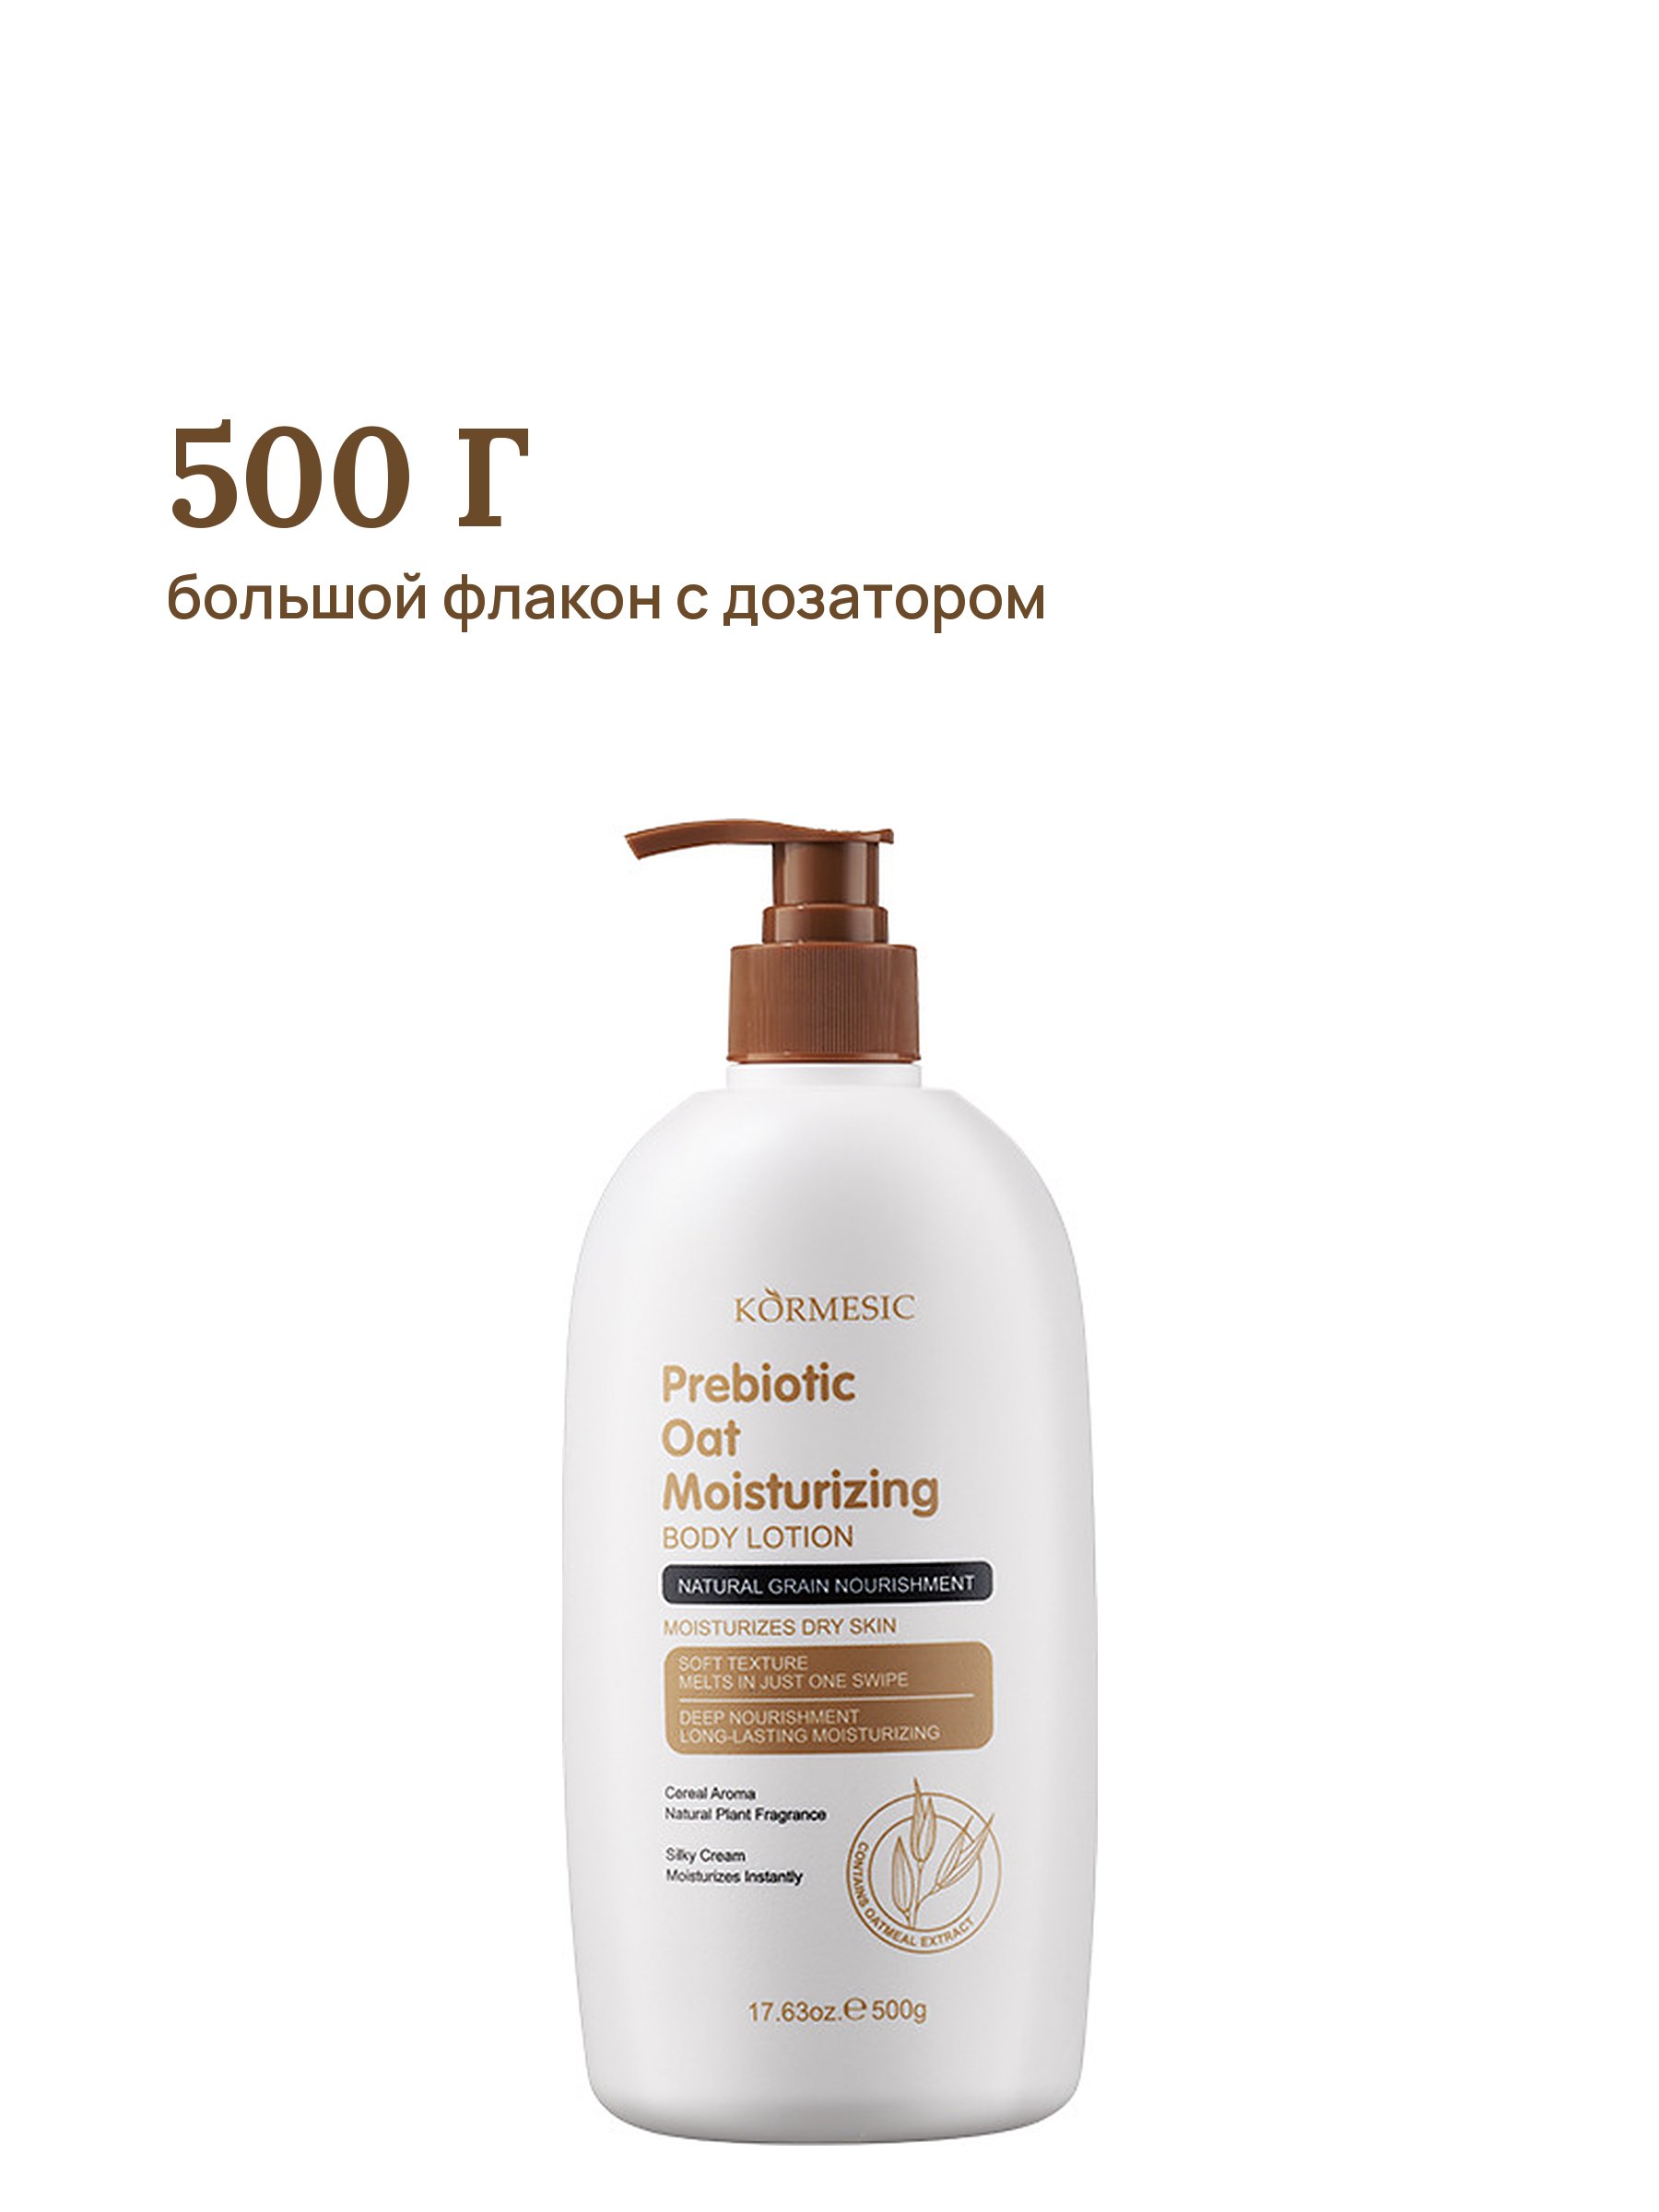 500 Г
большой флакон с дозатором
KORMESIC
Prebiotic
Oat
Moisturizing
BODY LOTION
NATURAL GRAIN NOURISHMENT
MOISTURIZES DRY SKIN
SOFT TEXTURE
MELTS IN JUST ONE SWIPE
DEEP NOURISHMENT
LONG-LASTING MOISTURIZING
Cereal Aroma
Natural Plant Fragrance
Silky Cream
Moisturizes Instantly
CONTAINS OATMEAL EXTRACT
17.63oz.℮500g